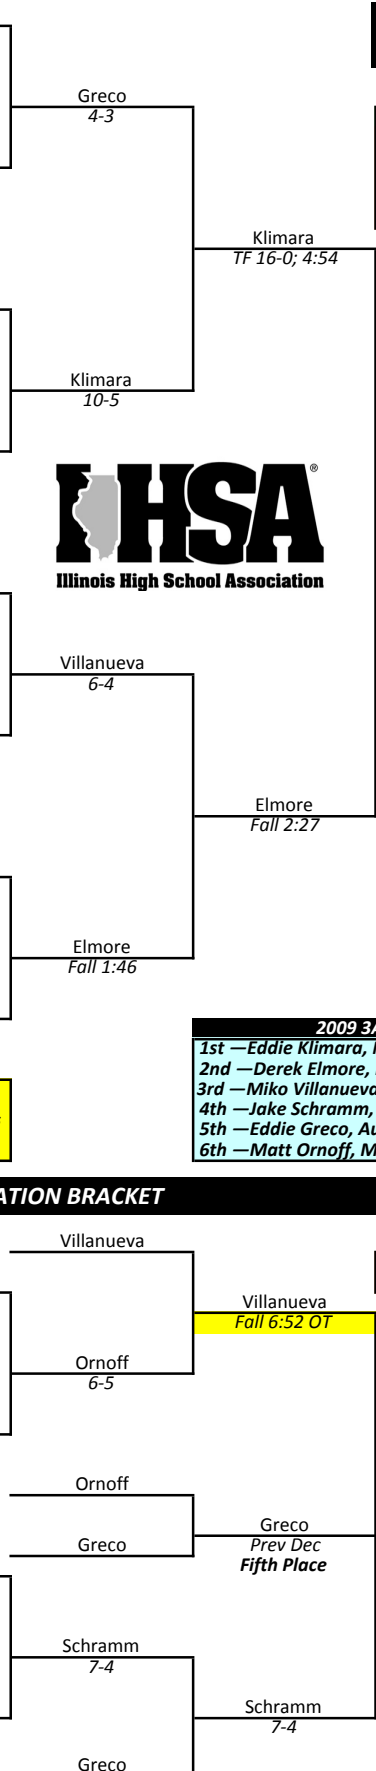 Greco
4-3
Klimara
TF 16-0; 4:54
Klimara
10-5
IHSA®
Illinois High School Association
Villanueva
6-4
Elmore
Fall 2:27
Elmore
Fall 1:46
2009 3A
1st —Eddie Klimara,
2nd —Derek Elmore,
3rd —Miko Villanueva
4th —Jake Schramm,
5th —Eddie Greco, Au
6th —Matt Ornoff, M
ATION BRACKET
Villanueva
Villanueva
Fall 6:52 OT
Ornoff
6-5
Ornoff
Greco
Prev Dec
Fifth Place
Greco
Schramm
7-4
Schramm
7-4
Greco